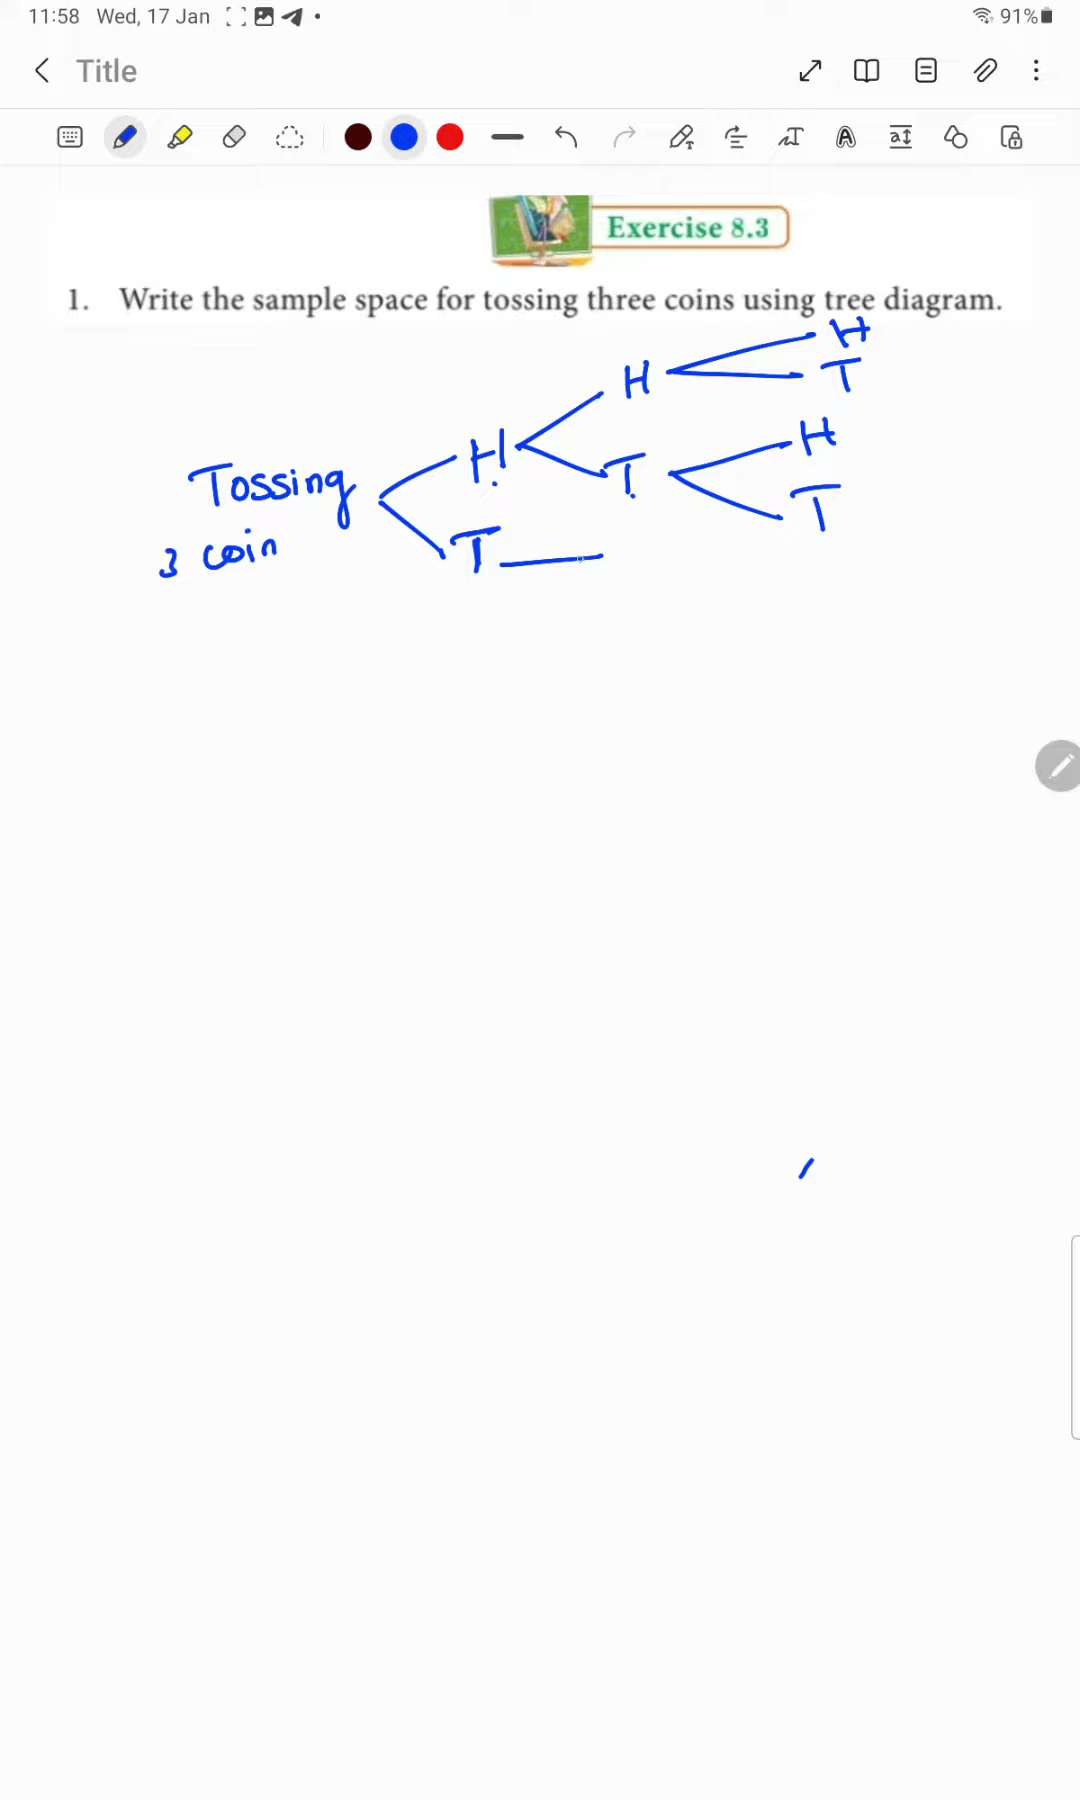 11:58 Wed, 17 Jan 91%
Title
Exercise 8.3
1. Write the sample space for tossing three coins using tree diagram.
H
H T
H H
Tossing T T
3 coin T